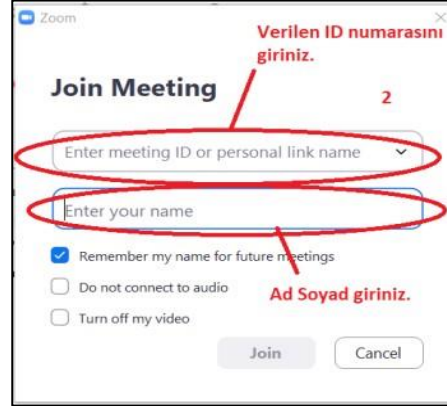 Zoom
Verilen ID numarasını
giriniz.
Join Meeting
2
Enter meeting ID or personal link name
Enter your name
Remember my name for future meetings
Do not connect to audio
Ad Soyad giriniz.
Turn off my video
Join
Cancel